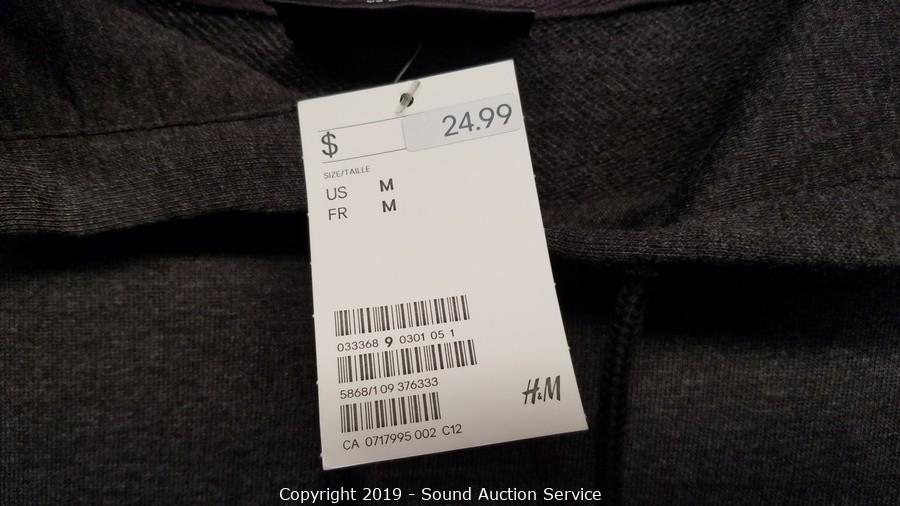 $ 24.99
SIZE/TAILLE
US M
FR M
033368 9 0301 05 1
5868/1 09 376333
CA 0717995 002 C12
H&M
Copyright 2019 - Sound Auction Service